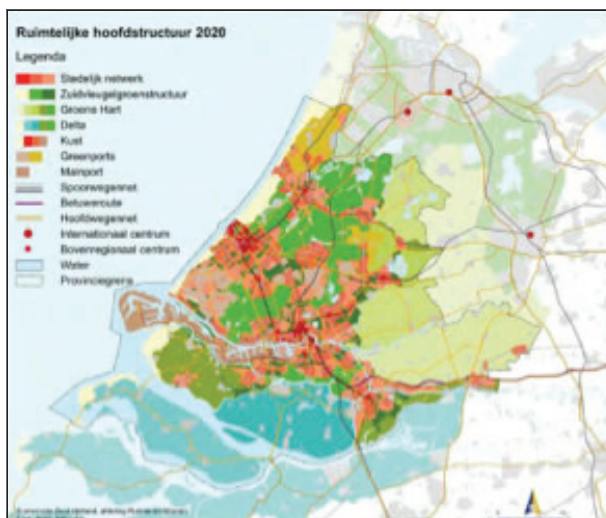 Ruimtelijke hoofdstructuur 2020
Legenda
Stedelijk netwerk
Zuidvleugelgroenstructuur
Groene Hart
Delta
Kust
Greenports
Mainport
Spoorwegennet
Betuweroute
Hoofdwegennet
Internationaal centrum
Bovenregionaal centrum
Water
Provinciegrens